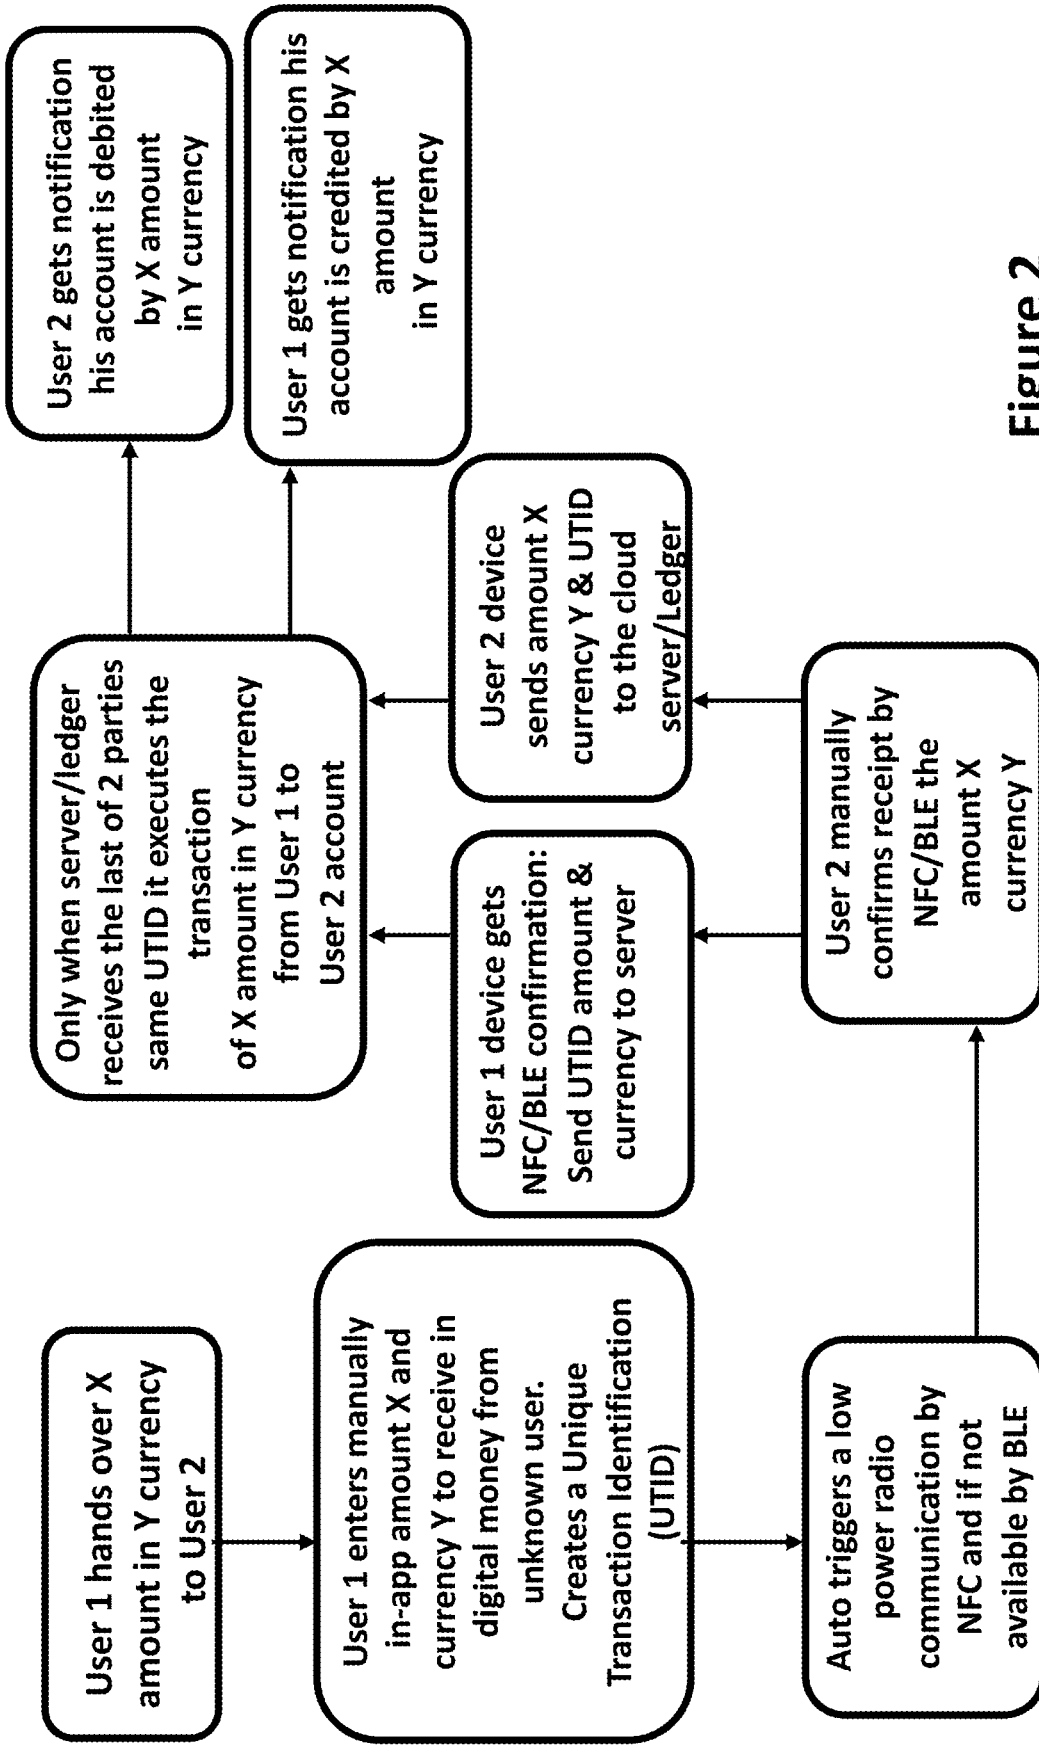 User 1 hands over X
amount in Y currency
to User 2
User 1 enters manually
in-app amount X and
currency Y to receive in
digital money from
unknown user.
Creates a Unique
Transaction Identification
(UTID)
Auto triggers a low
power radio
communication by
NFC and if not
available by BLE
User 2 manually
confirms receipt by
NFC/BLE the
amount X
currency Y
User 1 device gets
NFC/BLE confirmation:
Send UTID amount &
currency to server
User 2 device
sends amount X
currency Y & UTID
to the cloud
server/Ledger
Only when server/ledger
receives the last of 2 parties
same UTID it executes the
transaction
of X amount in Y currency
from User 1 to
User 2 account
User 2 gets notification
his account is debited
by X amount
in Y currency
User 1 gets notification his
account is credited by X
amount
in Y currency
Figure 2